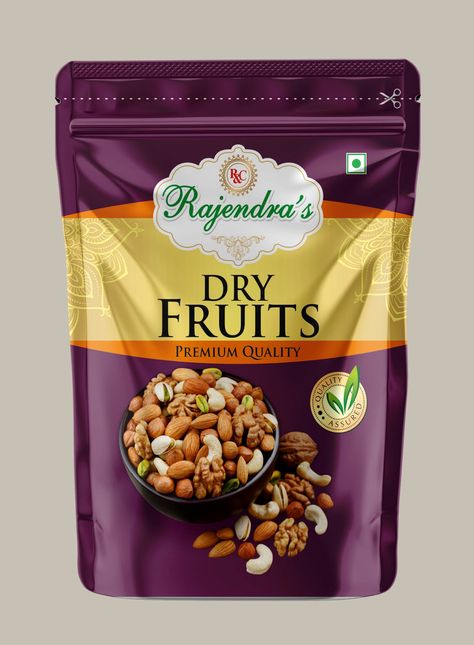 R&C
Rajendra's
DRY
FRUITS
PREMIUM QUALITY
QUALITY
ASSURED